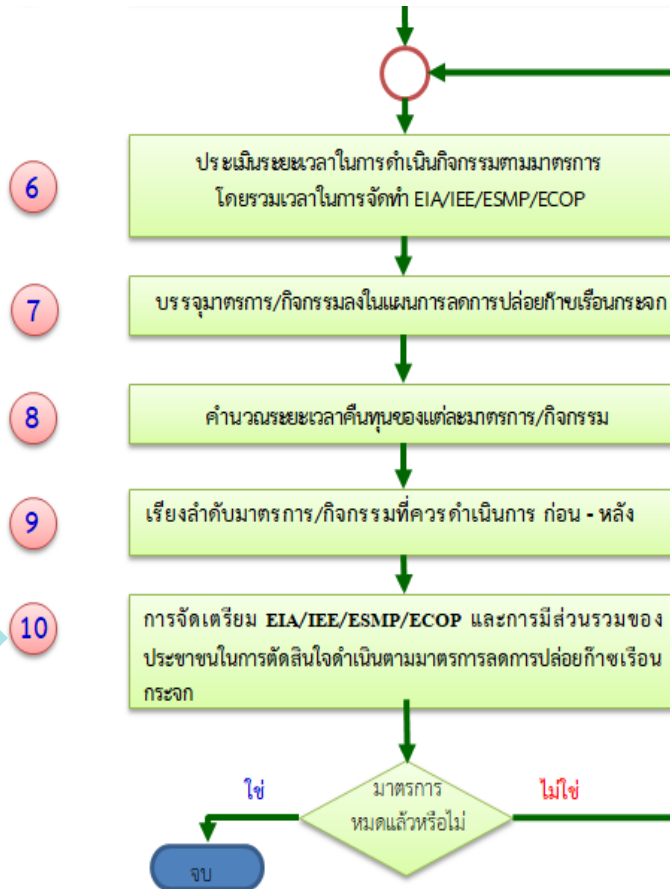 6
ประเมินระยะเวลาในการดำเนินกิจกรรมตามมาตรการ
โดยรวมเวลาในการจัดทำ EIA/IEE/ESMP/ECOP
7
บรรจุมาตรการ/กิจกรรมลงในแผนการลดการปล่อยก๊าซเรือนกระจก
8
คำนวณระยะเวลาคืนทุนของแต่ละมาตรการ/กิจกรรม
9
เรียงลำดับมาตรการ/กิจกรรมที่ควรดำเนินการ ก่อน - หลัง
10
การจัดเตรียม EIA/IEE/ESMP/ECOP และการมีส่วนรวมของ
ประชาชนในการตัดสินใจดำเนินตามมาตรการลดการปล่อยก๊าซเรือน
กระจก
ใช่
มาตรการ
ไม่ใช่
หมดแล้วหรือไม่
จบ